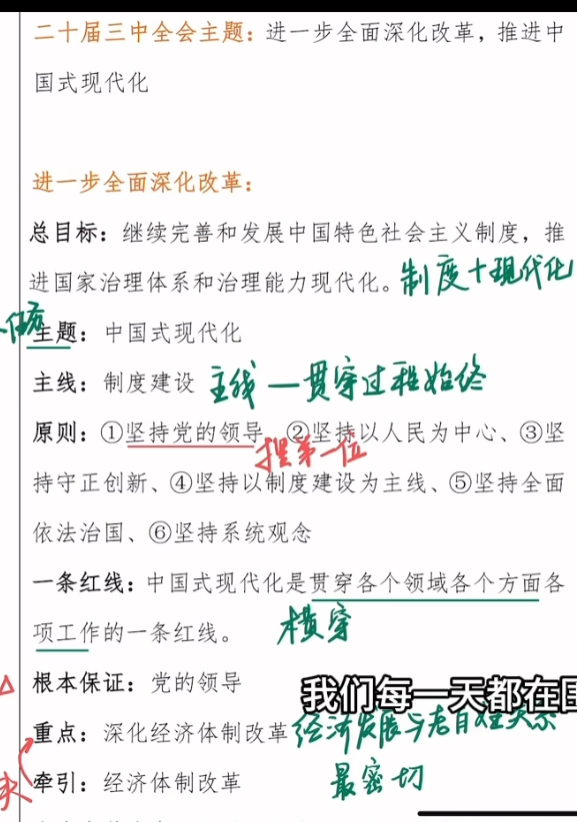 二十届三中全会主题：进一步全面深化改革，推进中
国式现代化
进一步全面深化改革：
总目标：继续完善和发展中国特色社会主义制度，推
进国家治理体系和治理能力现代化。制度+现代化
主题：中国式现代化
主线：制度建设 主线—贯穿过程始终
原则：①坚持党的领导、②坚持以人民为中心、③坚
摆第一位
持守正创新、④坚持以制度建设为主线、⑤坚持全面
依法治国、⑥坚持系统观念
一条红线：中国式现代化是贯穿各个领域各个方面各
项工作的一条红线。 横穿
根本保证：党的领导
我们每一天都在
重点：深化经济体制改革 经济发展与老百姓关系
牵引：经济体制改革 最密切